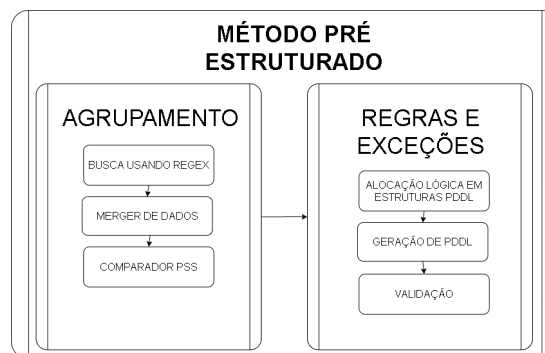 MÉTODO PRÉ
ESTRUTURADO
AGRUPAMENTO
BUSCA USANDO REGEX
MERGER DE DADOS
COMPARADOR PSS
REGRAS E
EXCEÇÕES
ALOCAÇÃO LÓGICA EM
ESTRUTURAS PDDL
GERAÇÃO DE PDDL
VALIDAÇÃO